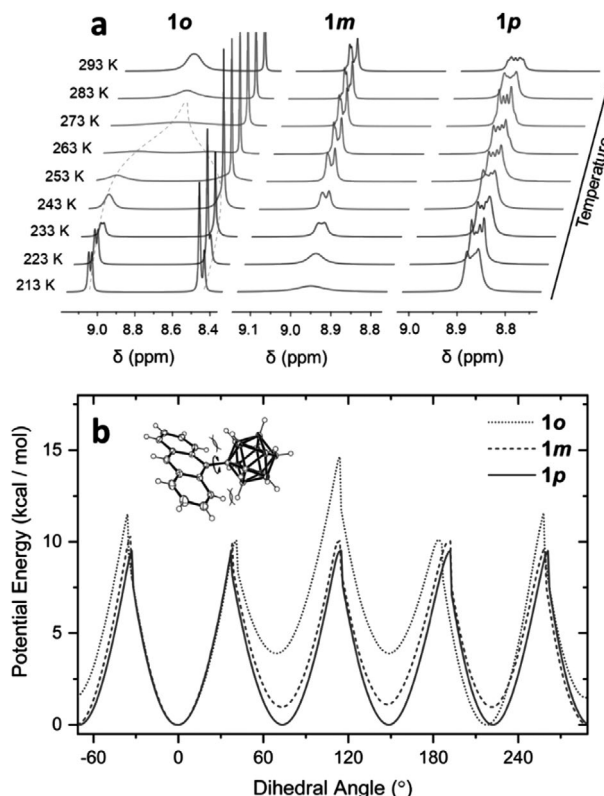 a 1o 1m 1p
293 K
283 K
273 K
263 K
253 K
243 K
233 K
223 K
213 K
Temperature
9.0 8.8 8.6 8.4 9.1 9.0 8.9 8.8 9.0 8.9 8.8
δ (ppm) δ (ppm) δ (ppm)
b
1o
1m
1p
Potential Energy (kcal / mol)
15
10
5
0
-60 0 60 120 180 240
Dihedral Angle (°)